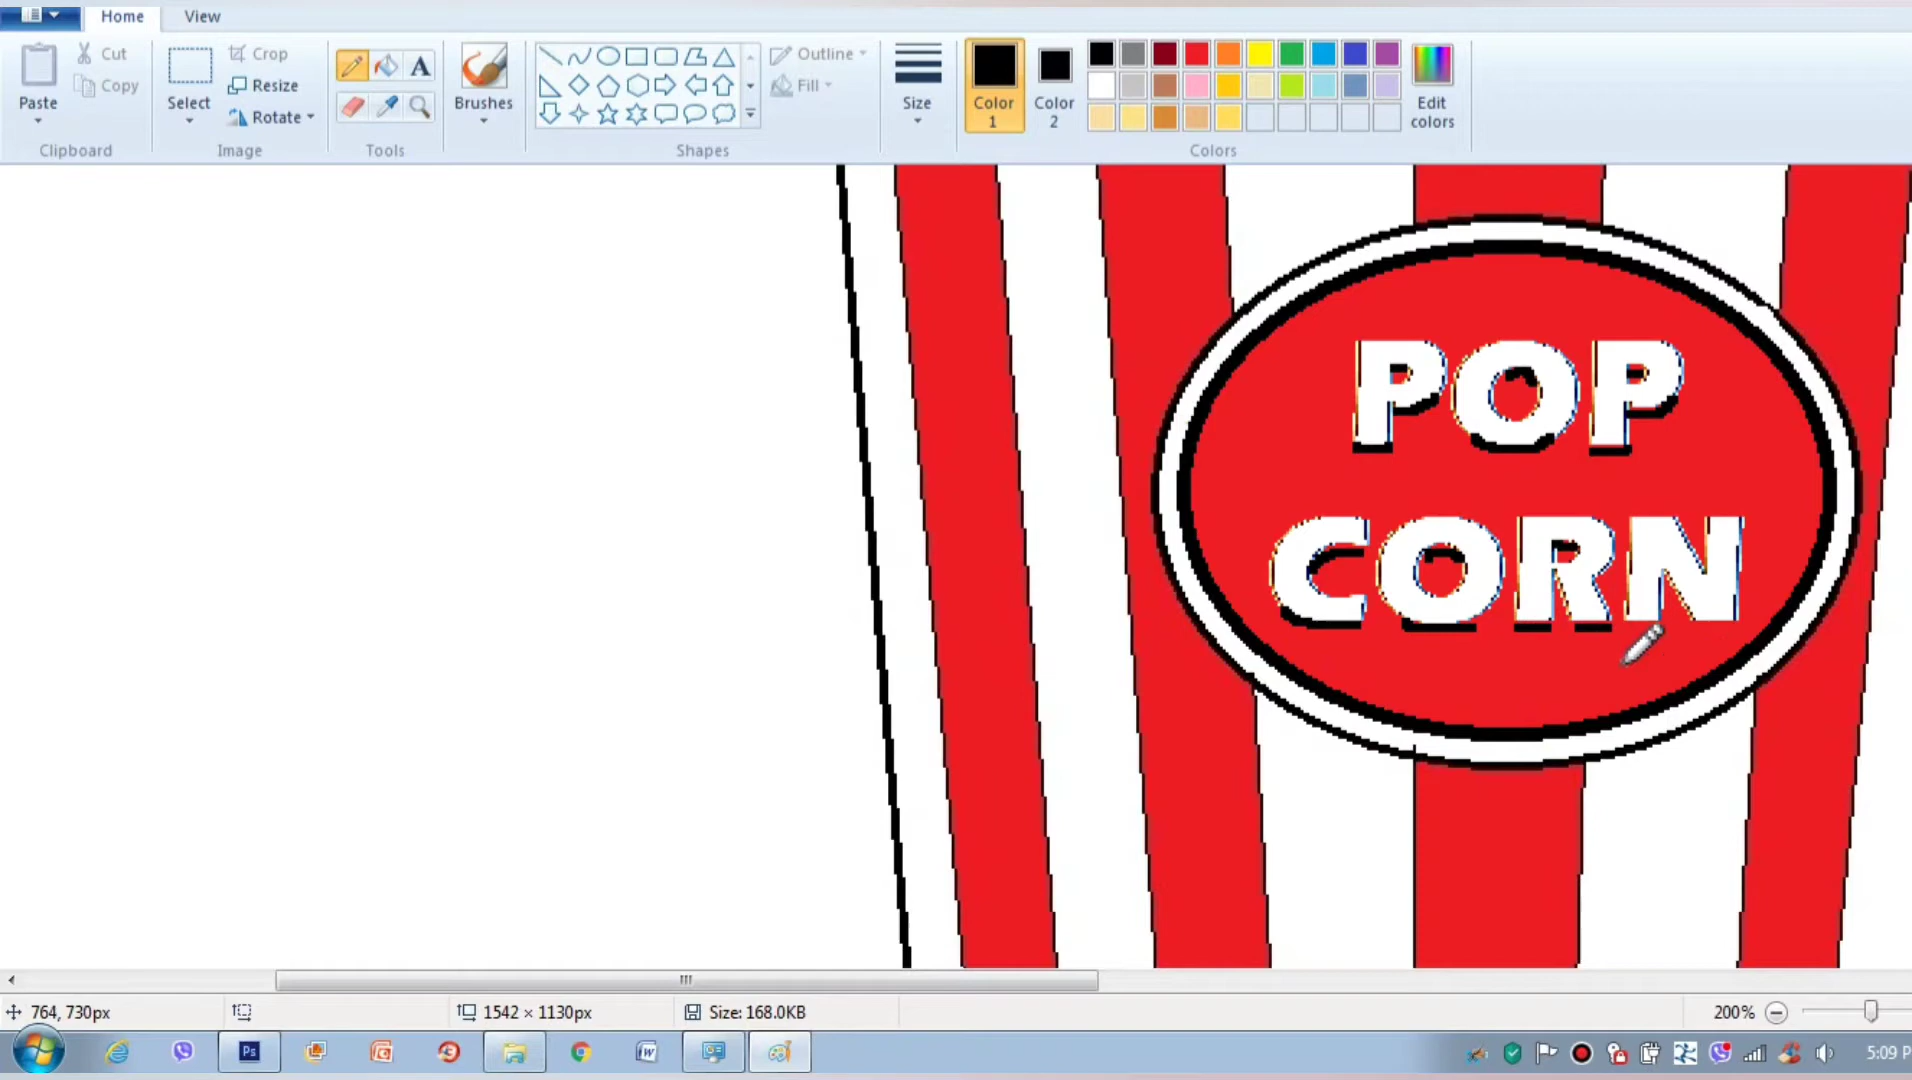 Home View
Paste
Cut
Copy
Clipboard
Select
Crop
Resize
Rotate
Image
A
Tools
Brushes
Shapes
Outline
Fill
Size
Color
1
Color
2
Edit
colors
Colors
POP
CORN
764, 730px
1542 × 1130px
Size: 168.0KB
200%
Ps
W
5:09 P